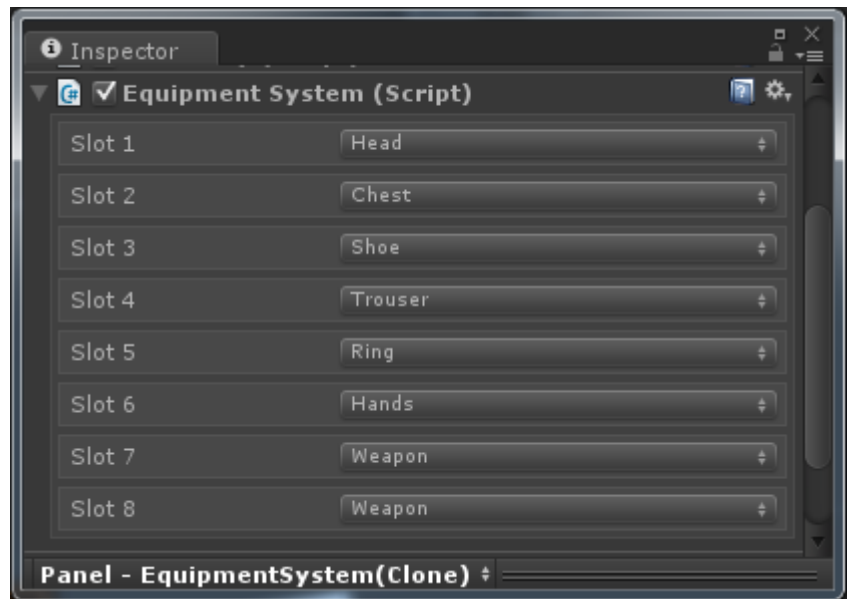 Inspector
Equipment System (Script)
Slot 1 Head
Slot 2 Chest
Slot 3 Shoe
Slot 4 Trouser
Slot 5 Ring
Slot 6 Hands
Slot 7 Weapon
Slot 8 Weapon
Panel - EquipmentSystem(Clone)